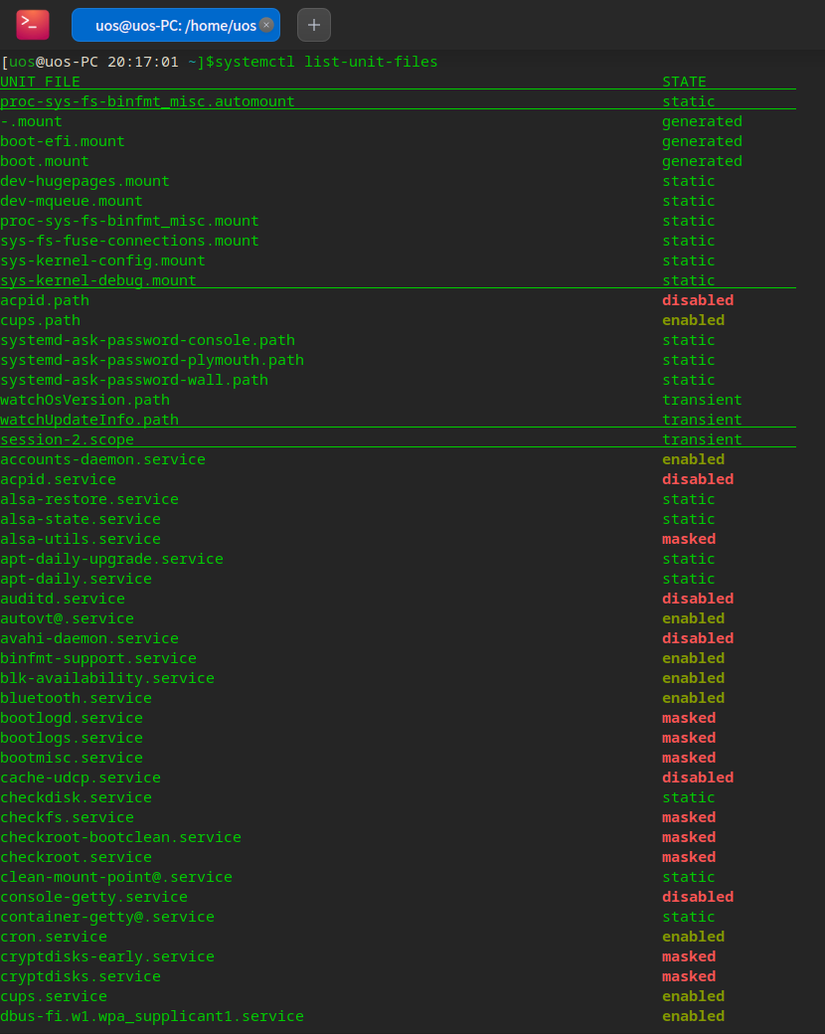 uos@uos-PC: /home/uos
[uos@uos-PC 20:17:01 ~]$systemctl list-unit-files
UNIT FILE STATE
proc-sys-fs-binfmt_misc.automount static
-.mount generated
boot-efi.mount generated
boot.mount generated
dev-hugepages.mount static
dev-mqueue.mount static
proc-sys-fs-binfmt_misc.mount static
sys-fs-fuse-connections.mount static
sys-kernel-config.mount static
sys-kernel-debug.mount static
acpid.path disabled
cups.path enabled
systemd-ask-password-console.path static
systemd-ask-password-plymouth.path static
systemd-ask-password-wall.path static
watchOsVersion.path transient
watchUpdateInfo.path transient
session-2.scope transient
accounts-daemon.service enabled
acpid.service disabled
alsa-restore.service static
alsa-state.service static
alsa-utils.service masked
apt-daily-upgrade.service static
apt-daily.service static
auditd.service disabled
autovt@.service enabled
avahi-daemon.service disabled
binfmt-support.service enabled
blk-availability.service enabled
bluetooth.service enabled
bootlogd.service masked
bootlogs.service masked
bootmisc.service masked
cache-udcp.service disabled
checkdisk.service static
checkfs.service masked
checkroot-bootclean.service masked
checkroot.service masked
clean-mount-point@.service static
console-getty.service disabled
container-getty@.service static
cron.service enabled
cryptdisks-early.service masked
cryptdisks.service masked
cups.service enabled
dbus-fi.w1.wpa_supplicant1.service enabled